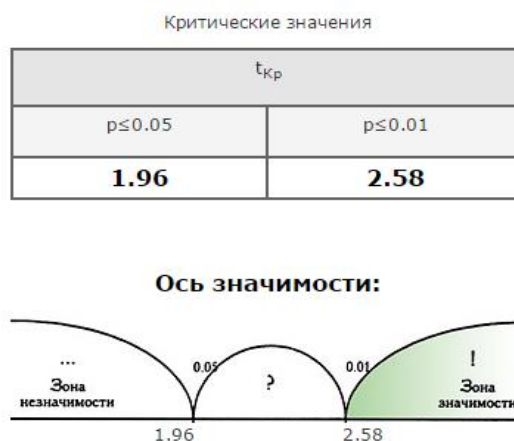 Критические значения
tКр
p≤0.05 p≤0.01
1.96 2.58
Ось значимости:
0.05 0.01
... ? !
Зона Зона
незначимости значимости
1.96 2.58